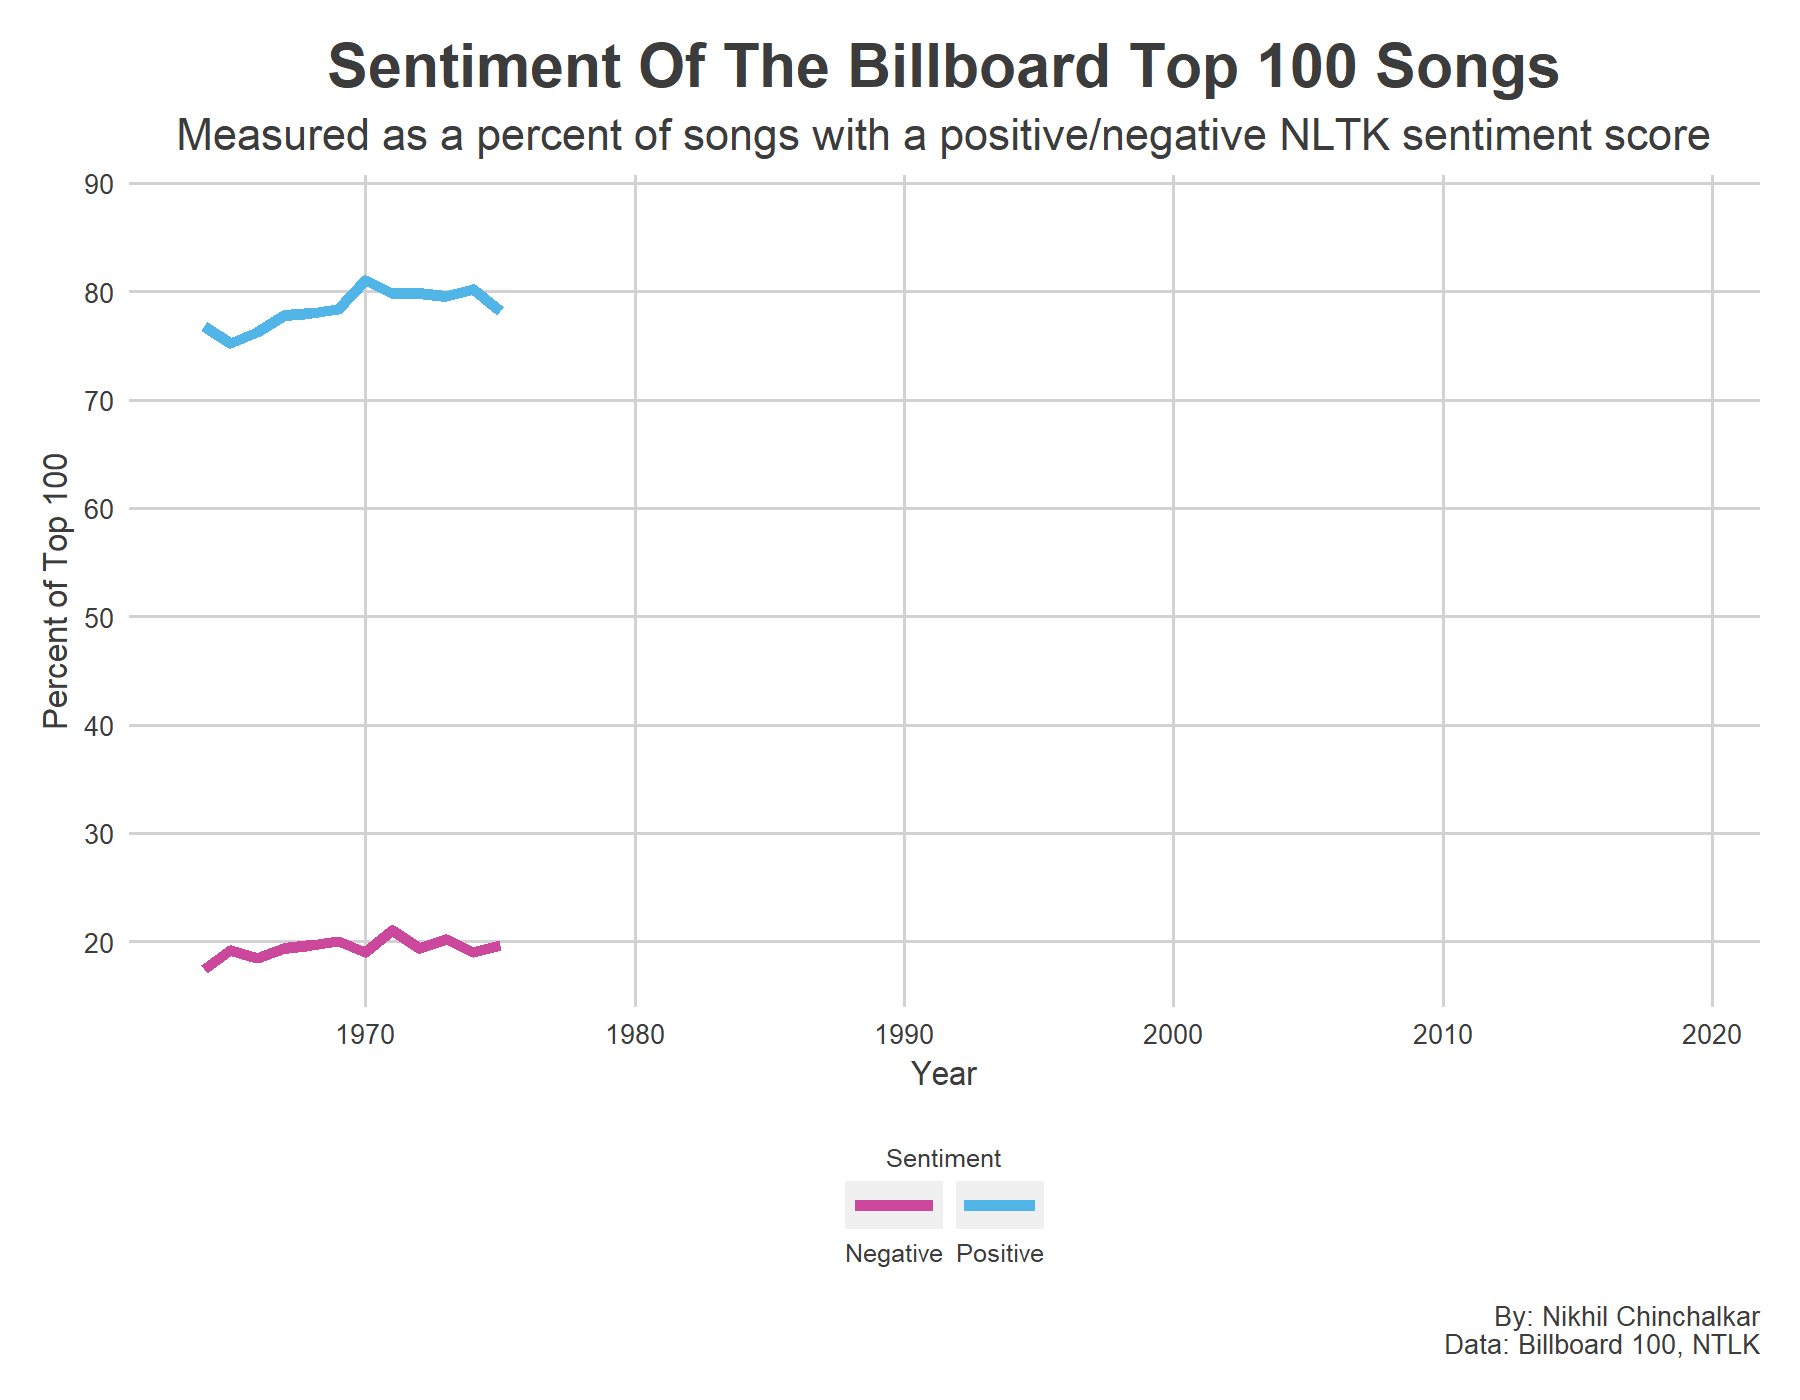 Sentiment Of The Billboard Top 100 Songs
Measured as a percent of songs with a positive/negative NLTK sentiment score
90
80
70
60
50
40
30
20
Percent of Top 100
1970 1980 1990 2000 2010 2020
Year
Sentiment
Negative Positive
By: Nikhil Chinchalkar
Data: Billboard 100, NTLK